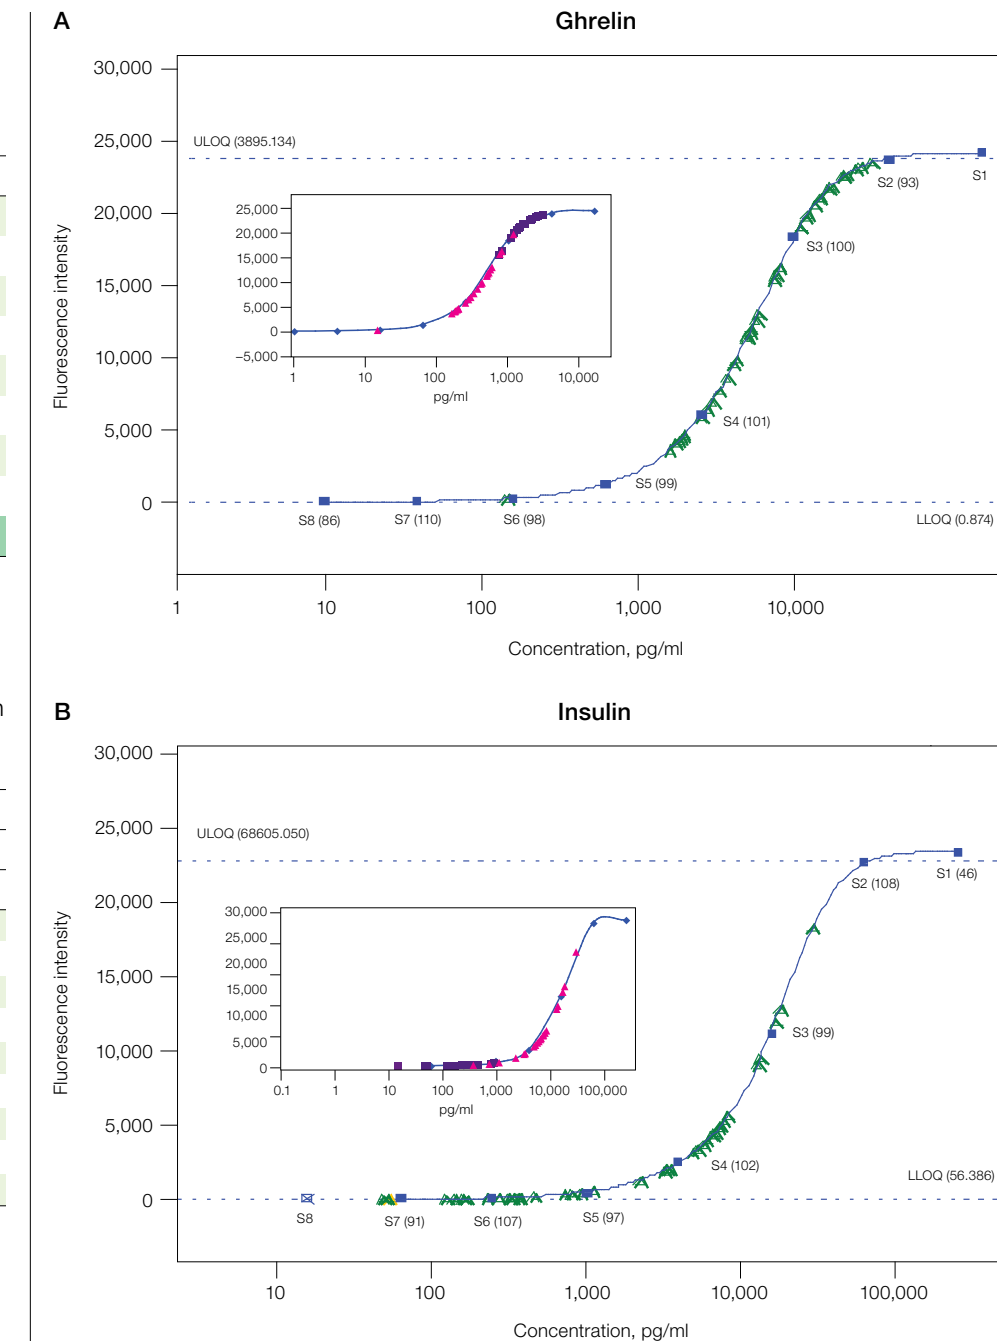 A
Ghrelin
30,000
25,000
20,000
15,000
10,000
5,000
0
Fluorescence intensity
ULOQ (3895.134)
S1
S2 (93)
S3 (100)
S4 (101)
S5 (99)
S6 (98)
S7 (110)
S8 (86)
LLOQ (0.874)
25,000
20,000
15,000
10,000
5,000
0
–5,000
1
10
100
1,000
10,000
pg/ml
1
10
100
1,000
10,000
Concentration, pg/ml
n
B
Insulin
30,000
25,000
20,000
15,000
10,000
5,000
0
Fluorescence intensity
ULOQ (68605.050)
S2 (108)
S1 (46)
S3 (99)
S4 (102)
LLOQ (56.386)
S8
S7 (91)
S6 (107)
S5 (97)
30,000
25,000
20,000
15,000
10,000
5,000
0
0.1
1
10
100
1,000
10,000
100,000
pg/ml
10
100
1,000
10,000
100,000
Concentration, pg/ml